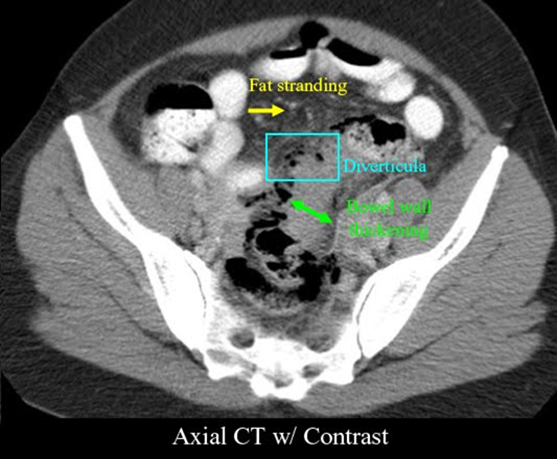 Fat stranding
Diverticula
Bowel wall
thickening
Axial CT w/ Contrast